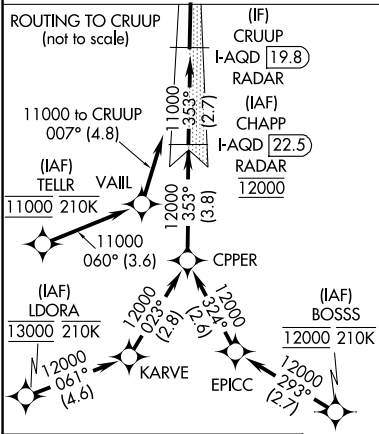 ROUTING TO CRUUP
(not to scale)
(IF)
CRUUP
I-AQD 19.8
RADAR
(IAF)
CHAPP
I-AQD 22.5
RADAR
12000
11000
353°
(2.7)
11000 to CRUUP
007° (4.8)
(IAF)
TELLR
11000 210K
VAIIL
11000
060° (3.6)
12000
353°
(3.8)
CPPER
(IAF)
LDORA
13000 210K
12000
061°
(4.6)
12000
023°
(2.8)
KARVE
12000
324°
(2.6)
EPICC
(IAF)
BOSSS
12000 210K
12000
293°
(2.7)